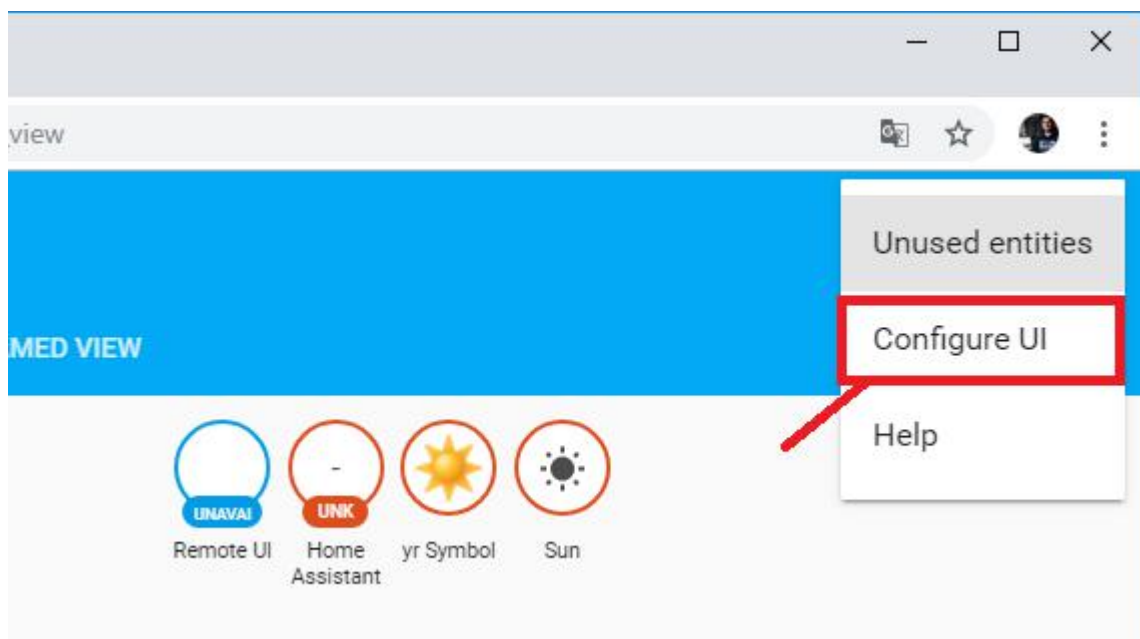 view
Unused entities
Configure UI
MED VIEW
Help
-
UNAVAI
UNK
Remote UI
Home
Assistant
yr Symbol
Sun